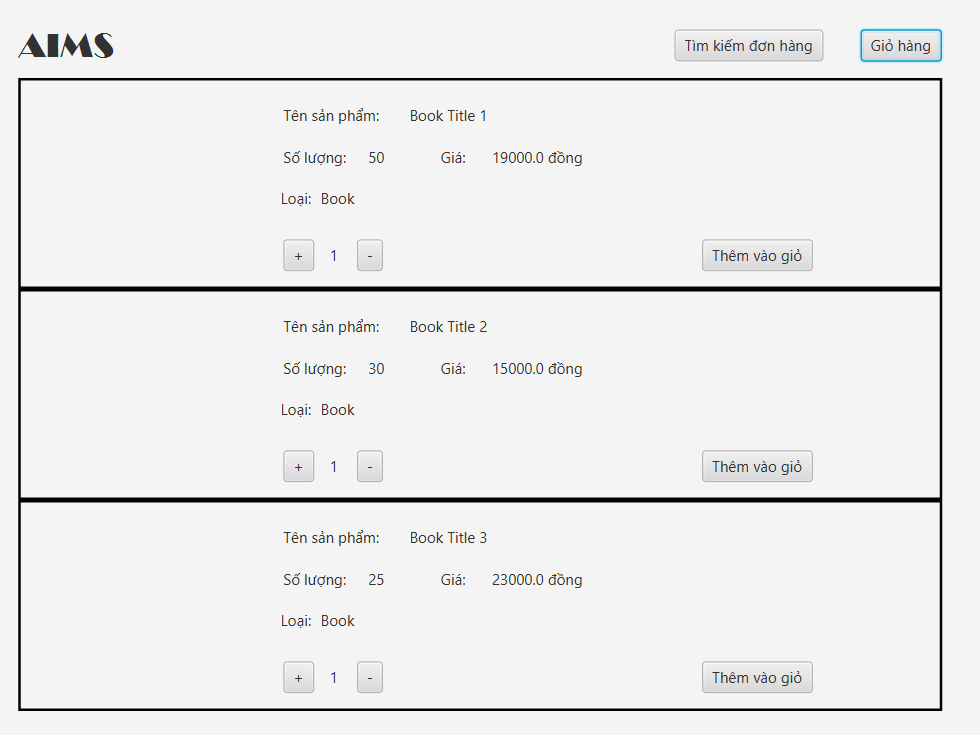 AIMS Tìm kiếm đơn hàng Giỏ hàng
Tên sản phẩm: Book Title 1
Số lượng: 50 Giá: 19000.0 đồng
Loại: Book
+ 1 - Thêm vào giỏ
Tên sản phẩm: Book Title 2
Số lượng: 30 Giá: 15000.0 đồng
Loại: Book
+ 1 - Thêm vào giỏ
Tên sản phẩm: Book Title 3
Số lượng: 25 Giá: 23000.0 đồng
Loại: Book
+ 1 - Thêm vào giỏ